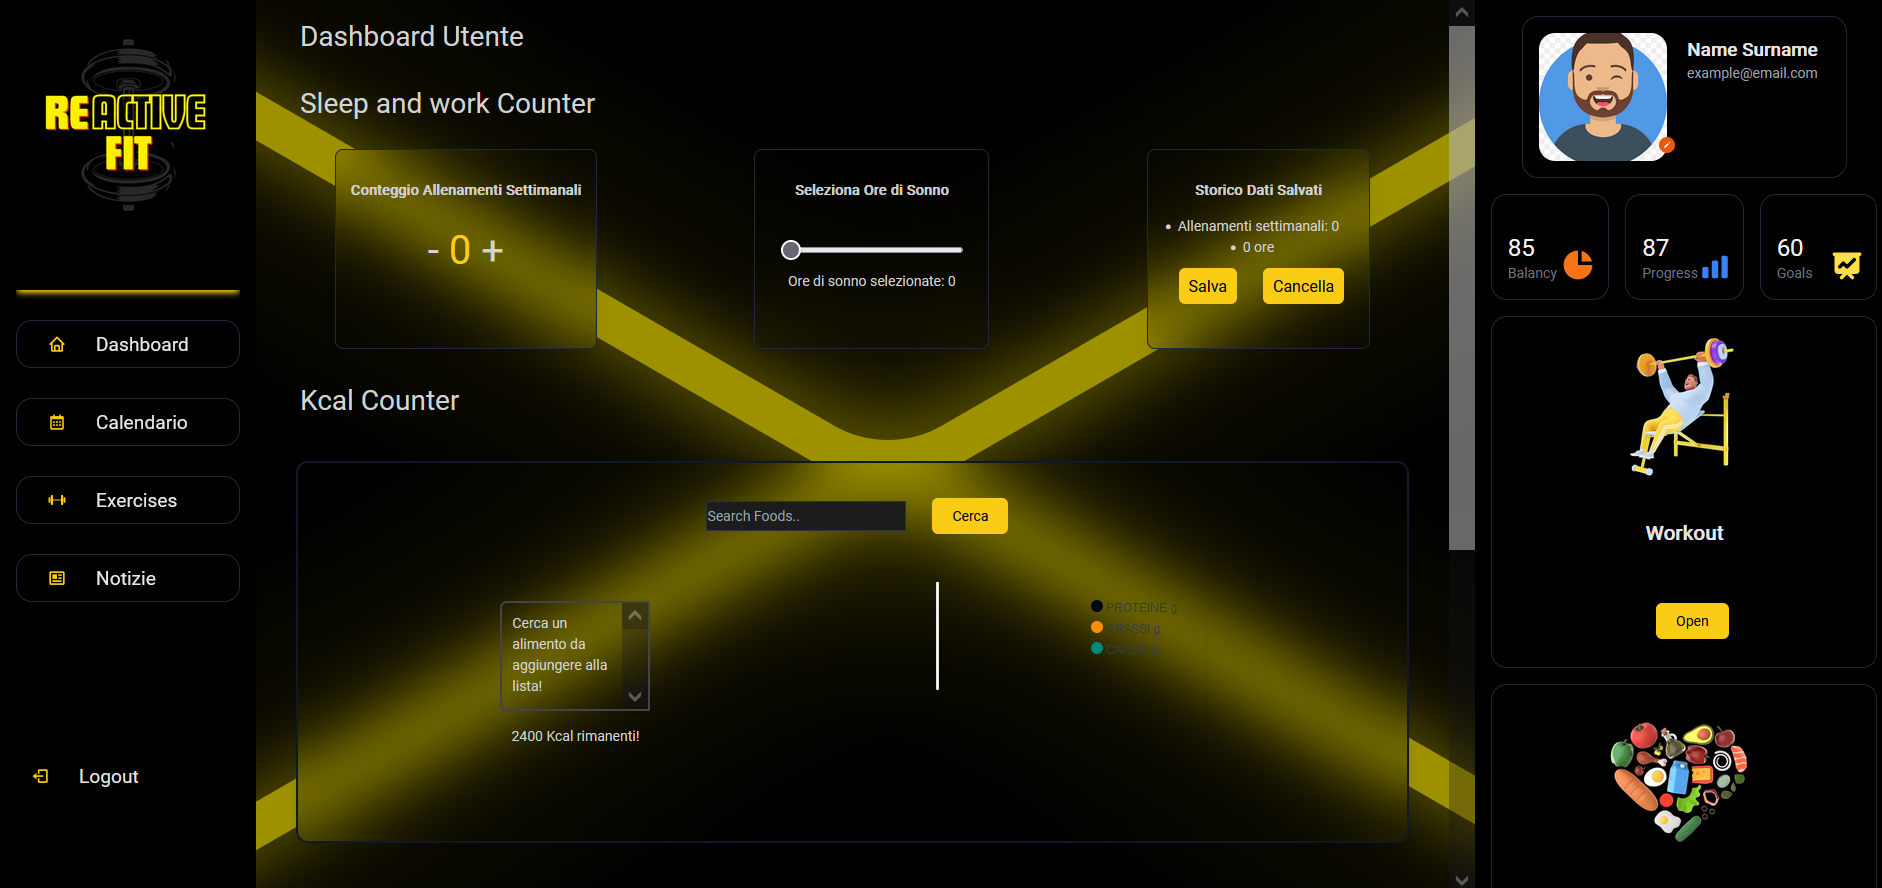 REACTIVE
FIT
Dashboard
Calendario
Exercises
Notizie
Logout
Dashboard Utente
Sleep and work Counter
Conteggio Allenamenti Settimanali
- 0 +
Seleziona Ore di Sonno
Ore di sonno selezionate: 0
Storico Dati Salvati
• Allenamenti settimanali: 0
• 0 ore
Salva Cancella
Kcal Counter
Search Foods.. Cerca
Cerca un
alimento da
aggiungere alla
lista!
2400 Kcal rimanenti!
PROTEINE g
GRASSI g
Name Surname
example@email.com
85
Balancy
87
Progress
60
Goals
Workout
Open